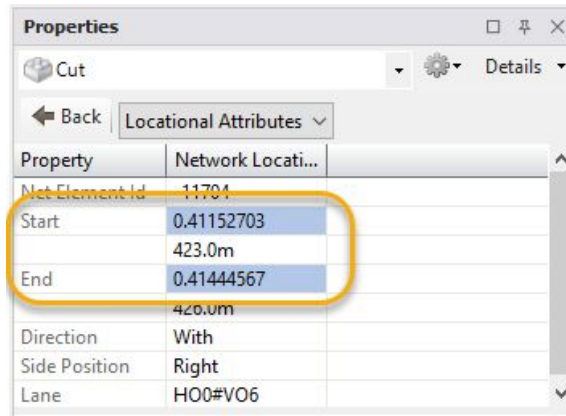 Properties
Cut
Details
Back Locational Attributes
Property Network Locati...
Net Element Id -11704
Start 0.41152703
423.0m
End 0.41444567
426.0m
Direction With
Side Position Right
Lane HO0#VO6